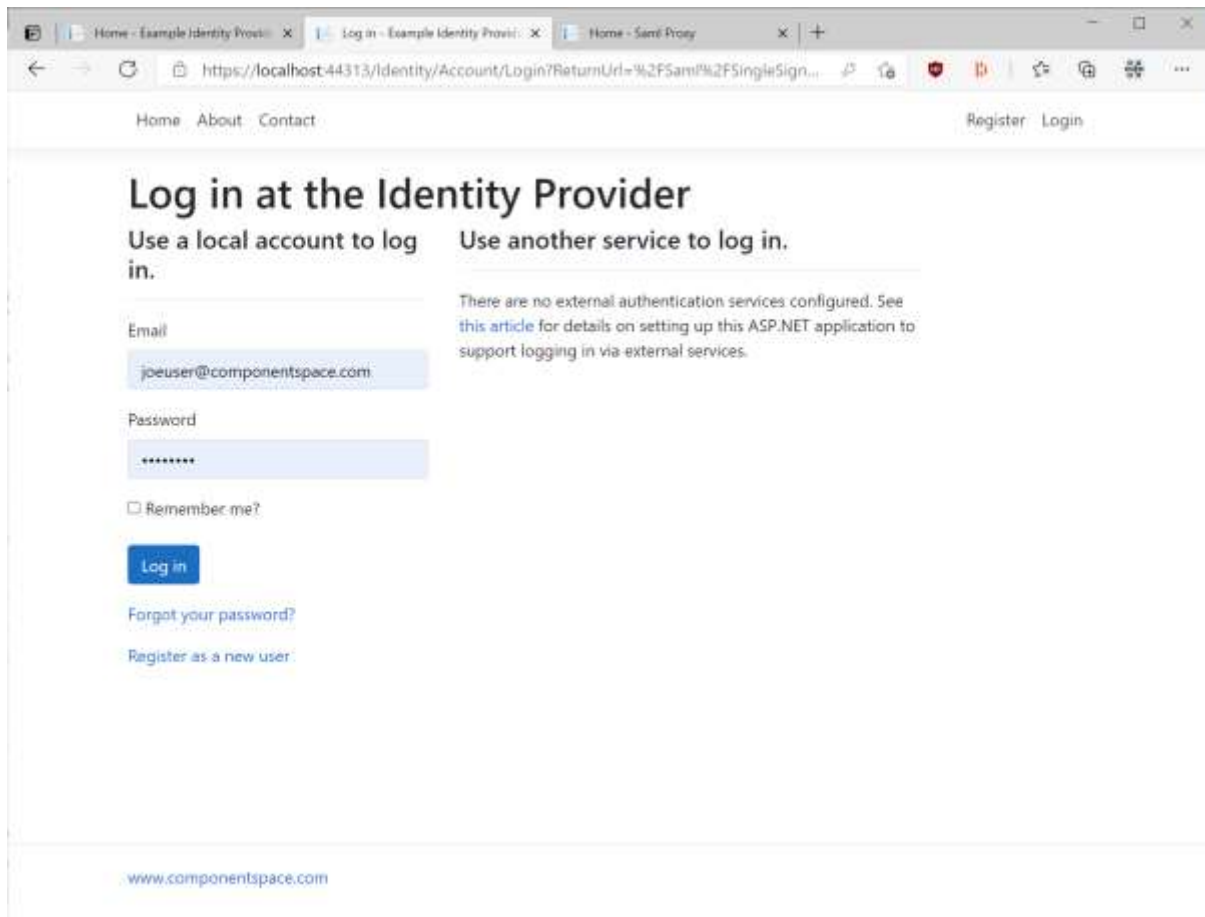 Home - Example Identity Provi
Log in - Example Identity Provi
Home - Saml Proxy
https://localhost:44313/Identity/Account/Login?ReturnUrl=%2FSaml%2FSingleSign...
Home About Contact
Register Login
Log in at the Identity Provider
Use a local account to log
in.
Email
joeuser@componentspace.com
Password
••••••••
Remember me?
Log in
Forgot your password?
Register as a new user
Use another service to log in.
There are no external authentication services configured. See
this article for details on setting up this ASP.NET application to
support logging in via external services.
www.componentspace.com